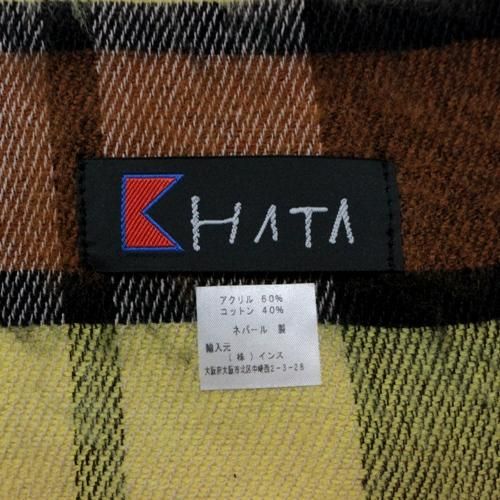 KHATA
アクリル 60%
コットン 40%
ネパール 製
輸入元
(株)インス
大阪府大阪市北区中崎西2-3-28